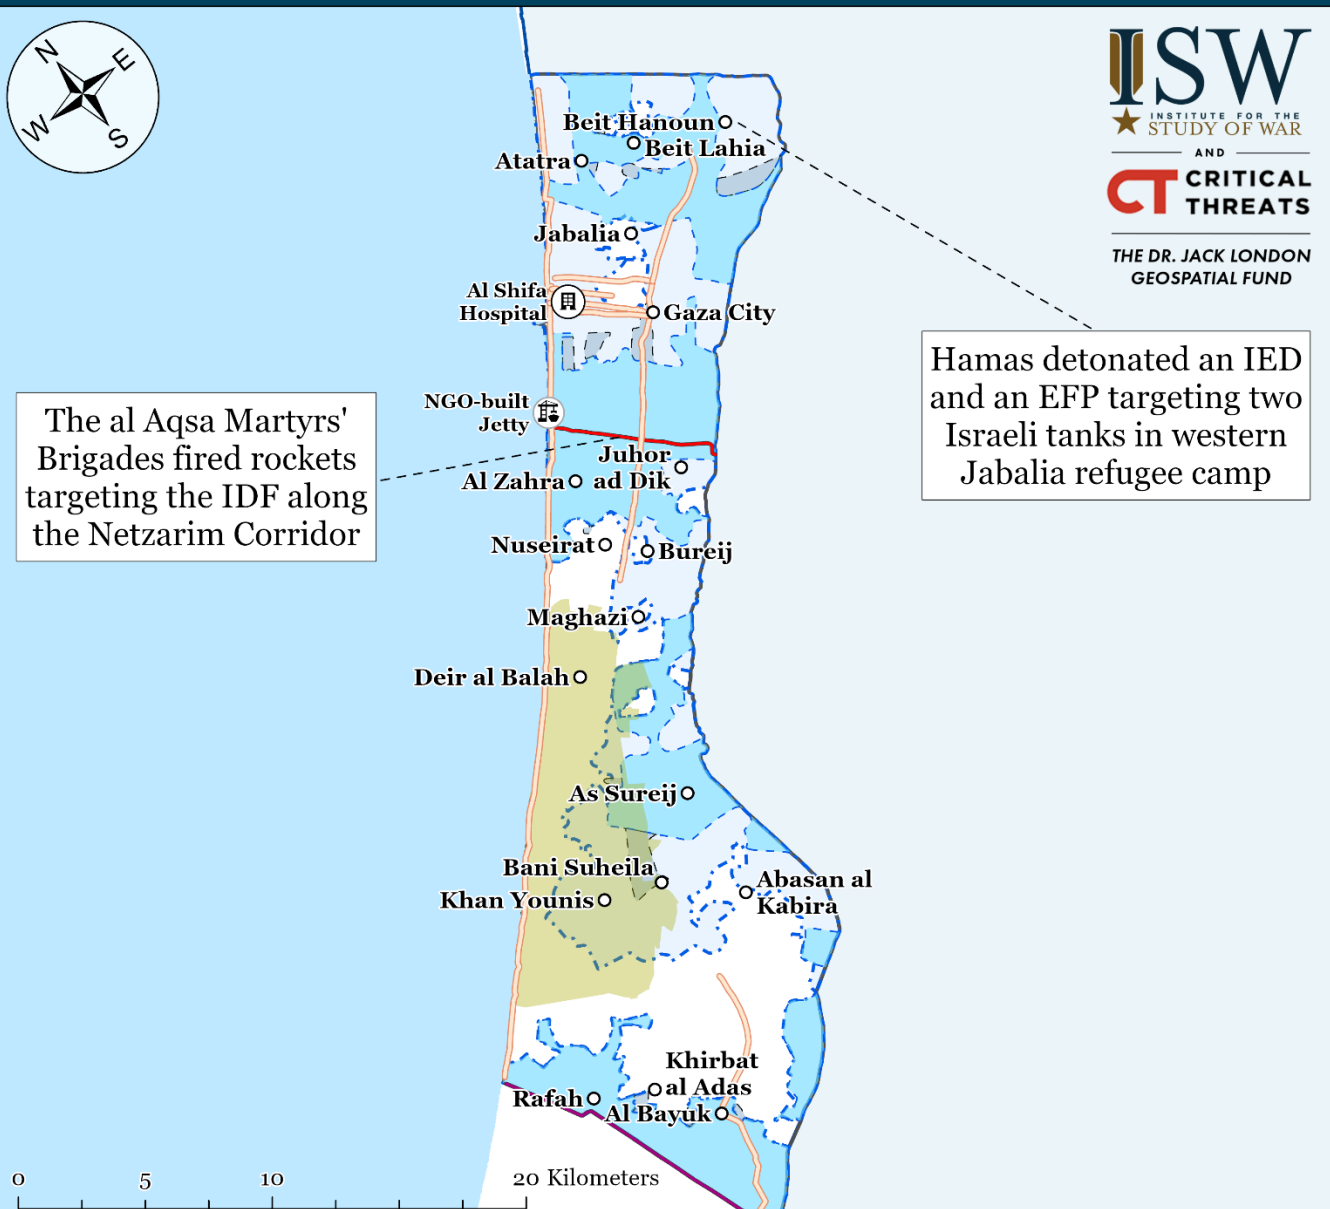 N
E
W
S
ISW
INSTITUTE FOR THE
STUDY OF WAR
AND
CT CRITICAL
THREATS
THE DR. JACK LONDON
GEOSPATIAL FUND
Beit Hanoun
Beit Lahia
Atatra
Jabalia
Al Shifa
Hospital
Gaza City
Hamas detonated an IED
and an EFP targeting two
Israeli tanks in western
Jabalia refugee camp
The al Aqsa Martyrs'
Brigades fired rockets
targeting the IDF along
the Netzarim Corridor
NGO-built
Jetty
Juhor
ad Dik
Al Zahra
Nuseirat
Bureij
Maghazi
Deir al Balah
As Sureij
Bani Suheila
Khan Younis
Abasan al
Kabira
Khirbat
al Adas
Rafah
Al Bayuk
0 5 10 20 Kilometers